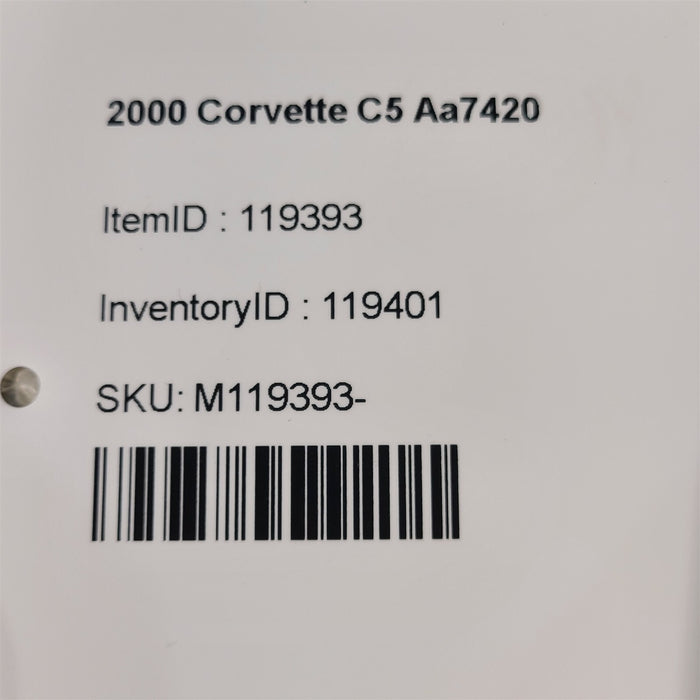 2000 Corvette C5 Aa7420
ItemID : 119393
InventoryID : 119401
SKU: M119393-